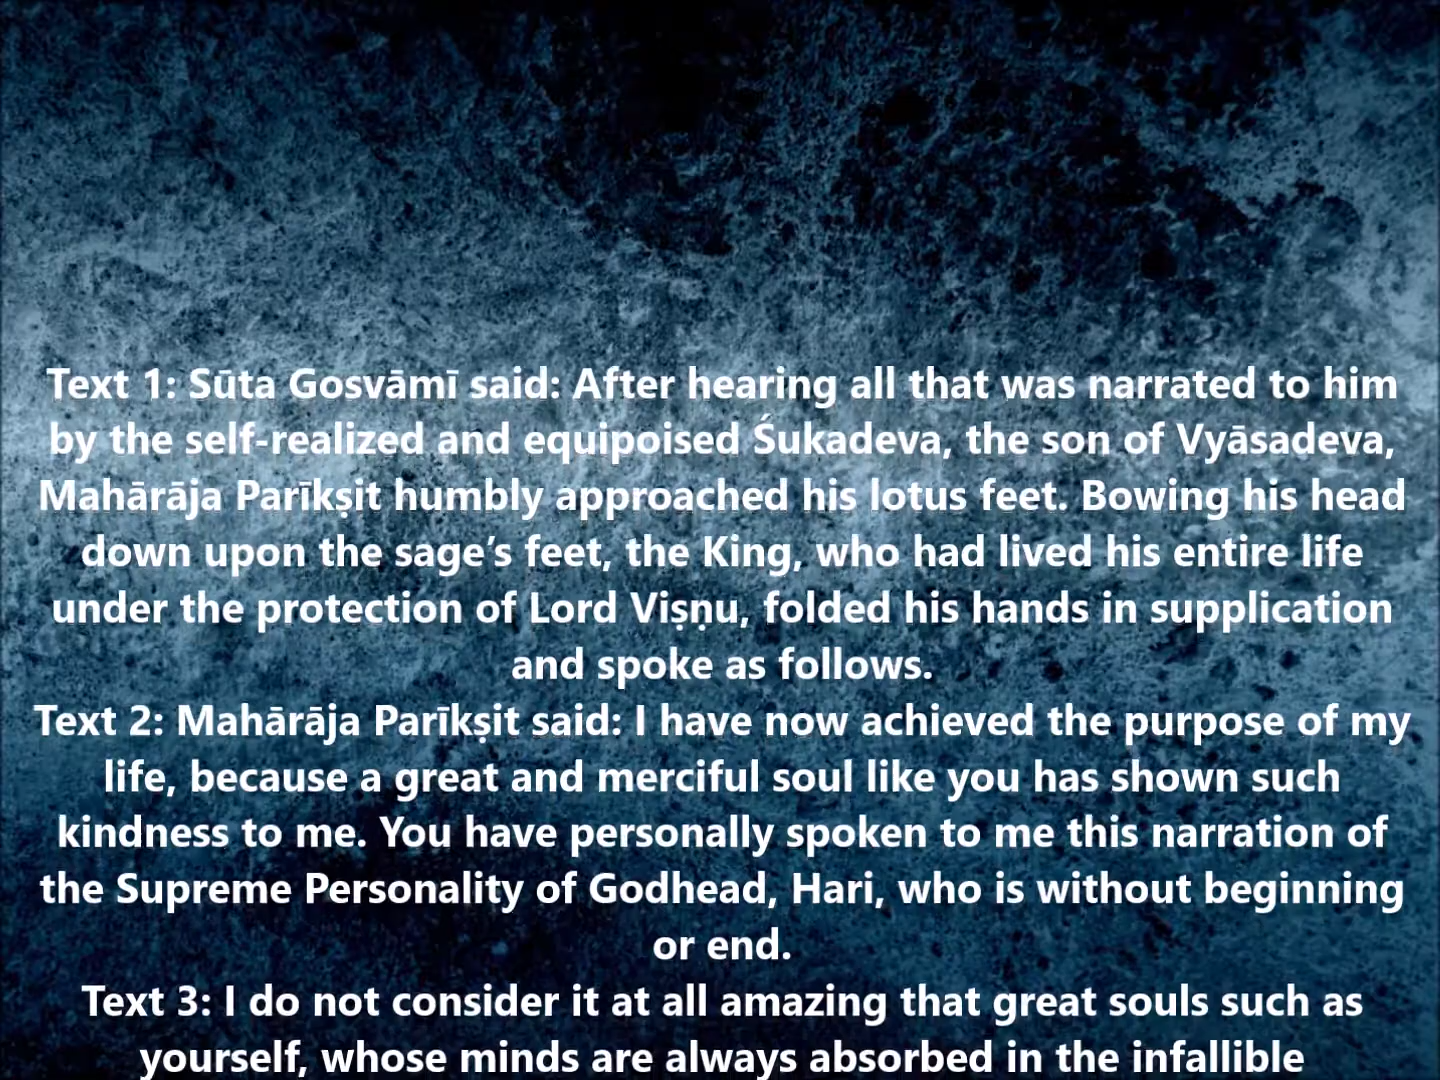 Text 1: Sūta Gosvāmī said: After hearing all that was narrated to him
by the self-realized and equipoised Śukadeva, the son of Vyāsadeva,
Mahārāja Parīkṣit humbly approached his lotus feet. Bowing his head
down upon the sage’s feet, the King, who had lived his entire life
under the protection of Lord Viṣṇu, folded his hands in supplication
and spoke as follows.
Text 2: Mahārāja Parīkṣit said: I have now achieved the purpose of my
life, because a great and merciful soul like you has shown such
kindness to me. You have personally spoken to me this narration of
the Supreme Personality of Godhead, Hari, who is without beginning
or end.
Text 3: I do not consider it at all amazing that great souls such as
yourself, whose minds are always absorbed in the infallible